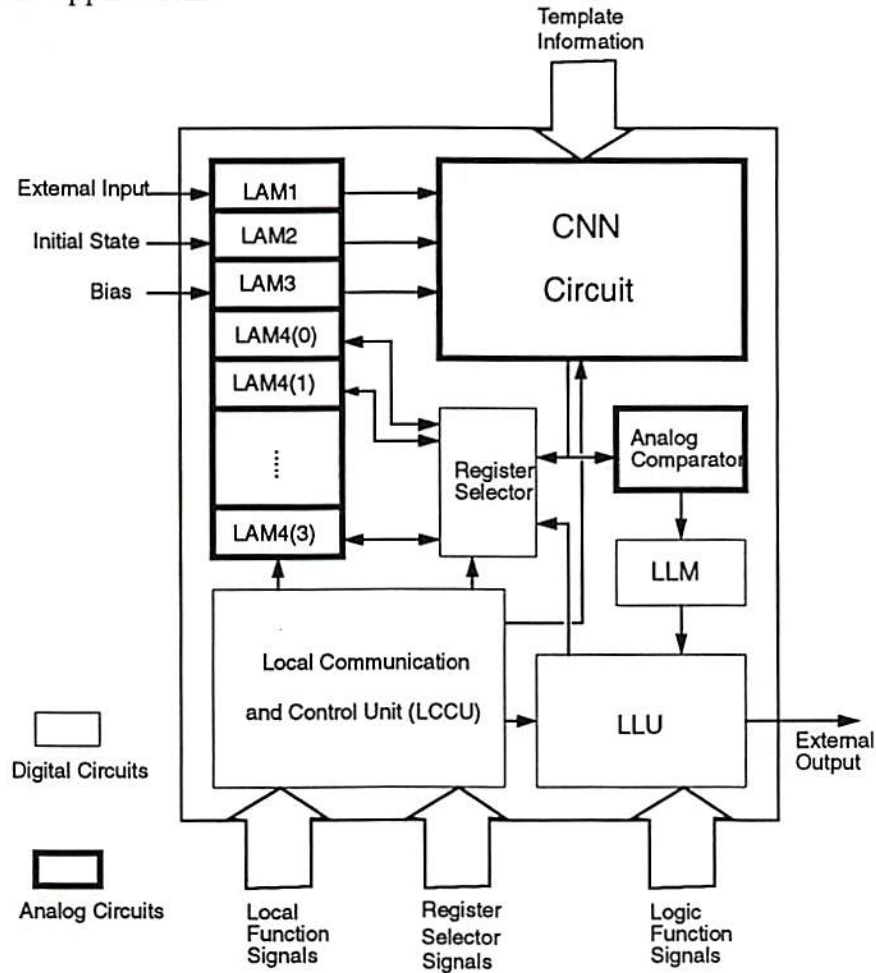 Template
Information
External Input
LAM1
Initial State
LAM2
Bias
LAM3
LAM4(0)
LAM4(1)
LAM4(3)
CNN
Circuit
Register
Selector
Analog
Comparator
LLM
Local Communication
and Control Unit (LCCU)
LLU
External
Output
Digital Circuits
Analog Circuits
Local
Function
Signals
Register
Selector
Signals
Logic
Function
Signals